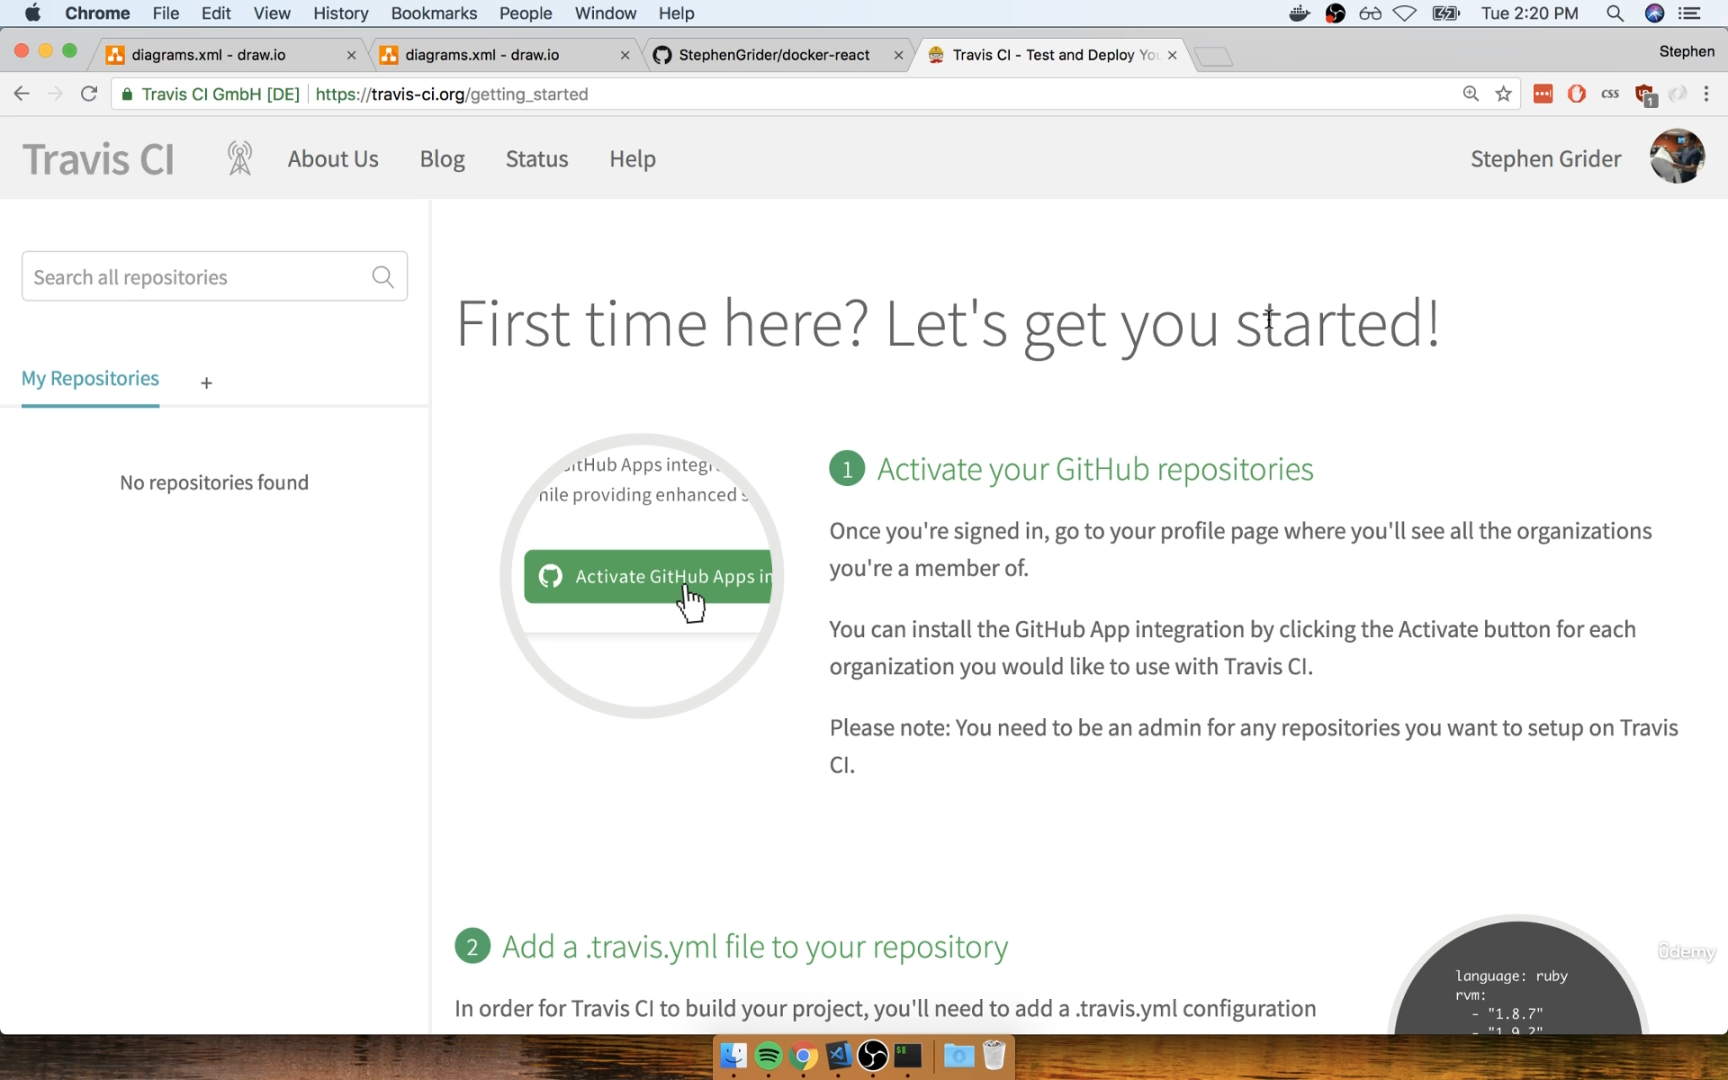 Chrome File Edit View History Bookmarks People Window Help Tue 2:20 PM
diagrams.xml - draw.io diagrams.xml - draw.io StephenGrider/docker-react Travis CI - Test and Deploy Yo Stephen
Travis CI GmbH [DE] https://travis-ci.org/getting_started css 1
Travis CI About Us Blog Status Help Stephen Grider
Search all repositories
First time here? Let's get you started!
My Repositories +
No repositories found
GitHub Apps integr
hile providing enhanced s
Activate GitHub Apps in
1 Activate your GitHub repositories
Once you're signed in, go to your profile page where you'll see all the organizations
you're a member of.
You can install the GitHub App integration by clicking the Activate button for each
organization you would like to use with Travis CI.
Please note: You need to be an admin for any repositories you want to setup on Travis
CI.
2 Add a .travis.yml file to your repository
In order for Travis CI to build your project, you'll need to add a .travis.yml configuration
language: ruby
rvm:
- "1.8.7"
- "1.9.2"
ûdemy